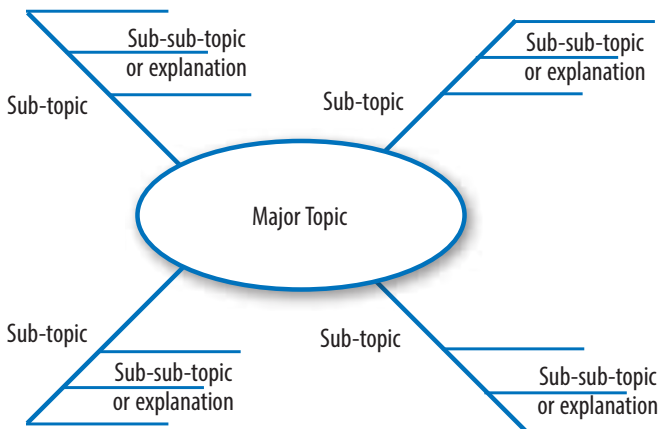 Sub-sub-topic
or explanation
Sub-topic
Sub-sub-topic
or explanation
Sub-topic
Major Topic
Sub-topic
Sub-sub-topic
or explanation
Sub-topic
Sub-sub-topic
or explanation